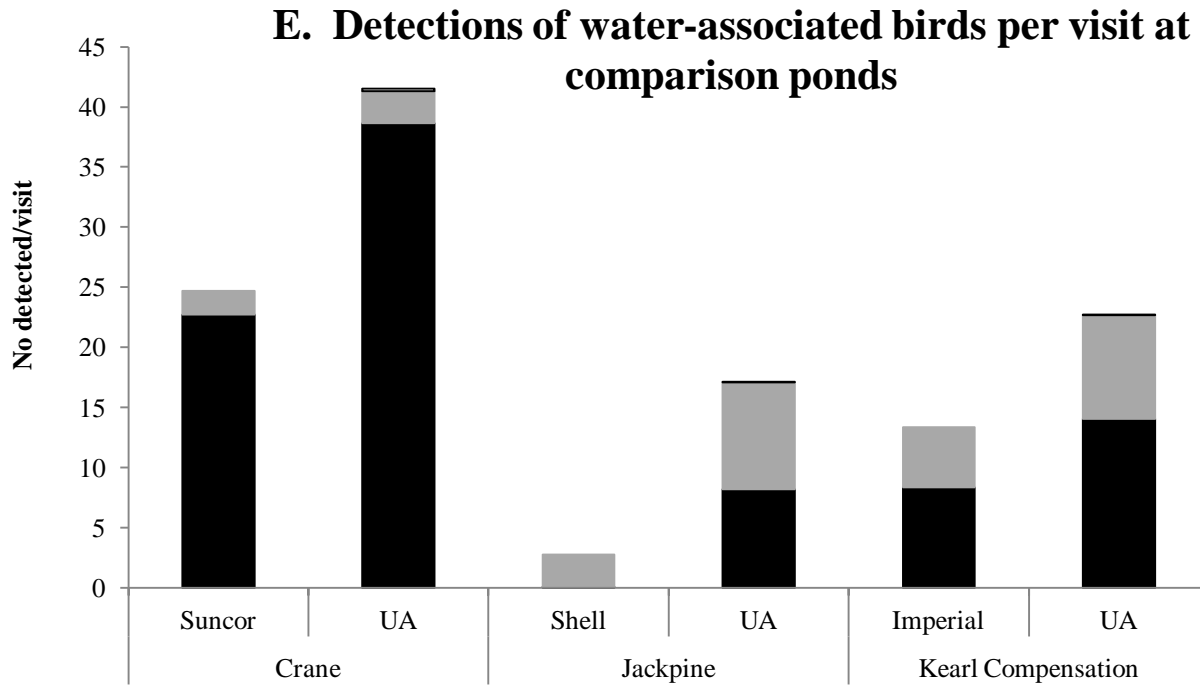 E. Detections of water-associated birds per visit at
comparison ponds
No detected/visit
45
40
35
30
25
20
15
10
5
0
Suncor UA Shell UA Imperial UA
Crane Jackpine Kearl Compensation